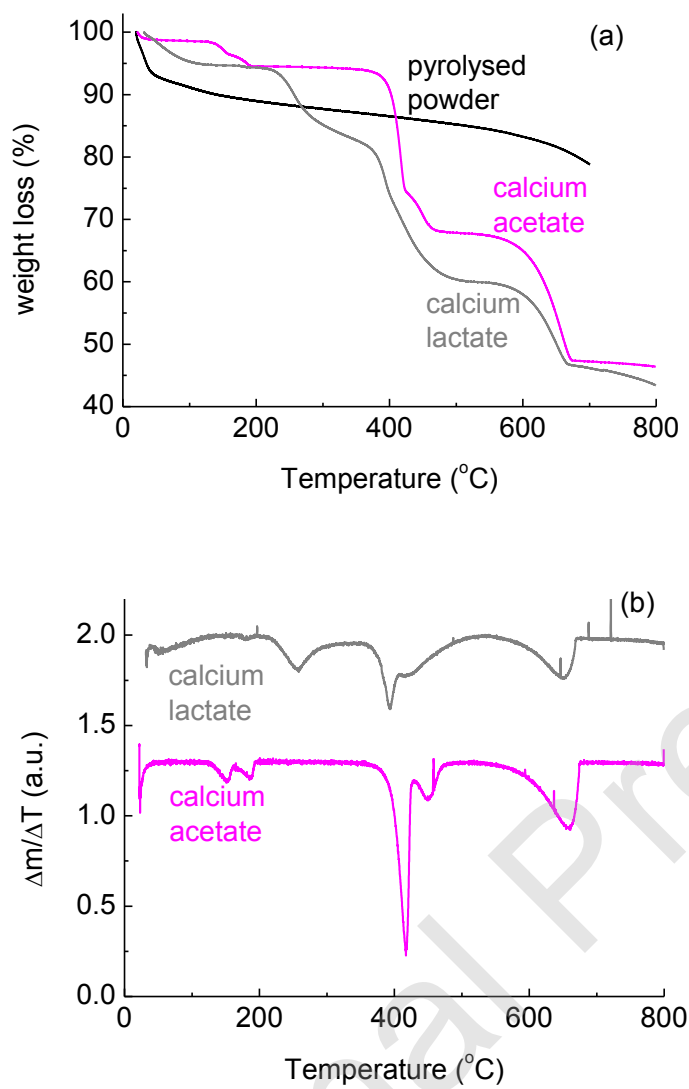 (a)
100
90
80
70
60
50
40
weight loss (%)
pyrolysed
powder
calcium
acetate
calcium
lactate
0 200 400 600 800
Temperature (°C)
(b)
2.0
1.5
1.0
0.5
0.0
Δm/ΔT (a.u.)
calcium
lactate
calcium
acetate
0 200 400 600 800
Temperature (°C)
nal Pre